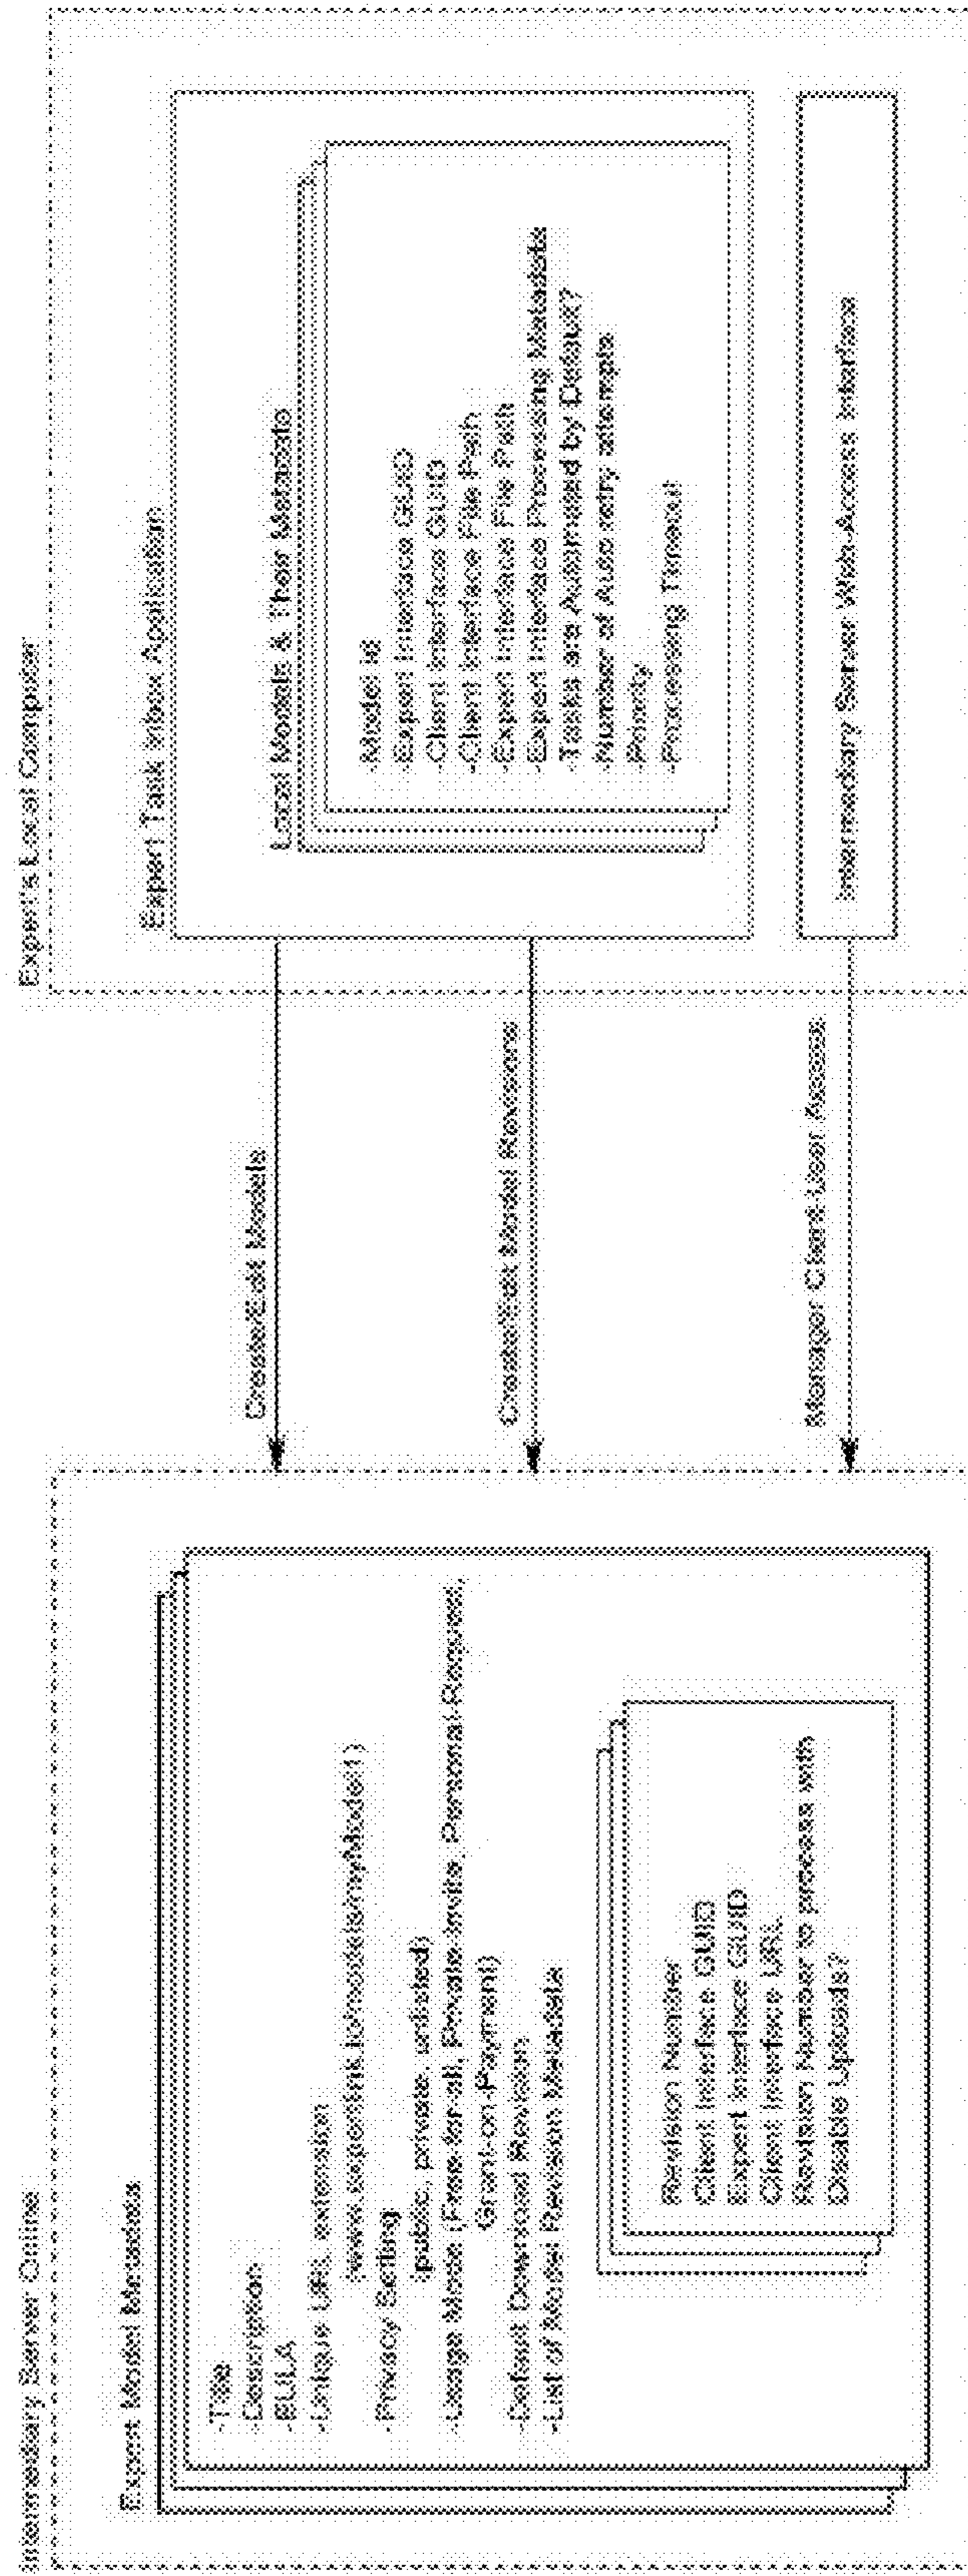 Intermediary Server Online
Expert Model Metadata
-Title
-Description
-EULA
-Unique URL extension
(www.expertint.io/models/myModel1)
-Privacy Setting
(public, private, unlisted)
-Usage Mode (Free-for-all, Private-Invite, Personal-Request,
Grant-on-Payment)
-Default Download Revision
-List of Model Revision Metadata
Revision Number
Client Interface GUID
Expert Interface GUID
Client Interface URL
Revision Number to process with
Disable Uploads?
Create/Edit Models
Create/Edit Model Revisions
Manager Client User Access
Expert's Local Computer
Expert Task Inbox Application
Local Models & Their Metadata
-Model id
-Expert Interface GUID
-Client Interface GUID
-Client Interface File Path
-Expert Interface File Path
-Expert Interface Processing Metadata
-Tasks are Automated by Default?
-Number of Auto retry attempts
-Priority
-Processing Timeout
Intermediary Server Web-Access Interface